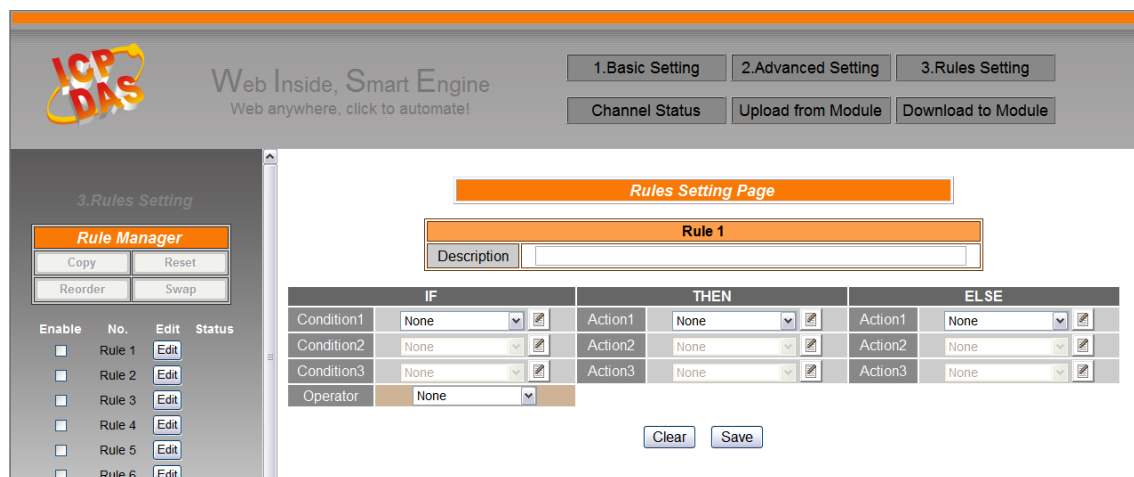 ICP DAS
Web Inside, Smart Engine
Web anywhere, click to automate!
1.Basic Setting 2.Advanced Setting 3.Rules Setting
Channel Status Upload from Module Download to Module
3.Rules Setting
Rule Manager
Copy Reset
Reorder Swap
Enable No. Edit Status
Rule 1 Edit
Rule 2 Edit
Rule 3 Edit
Rule 4 Edit
Rule 5 Edit
Rule 6 Edit
Rules Setting Page
Rule 1
Description
IF THEN ELSE
Condition1 None Action1 None Action1 None
Condition2 None Action2 None Action2 None
Condition3 None Action3 None Action3 None
Operator None
Clear Save